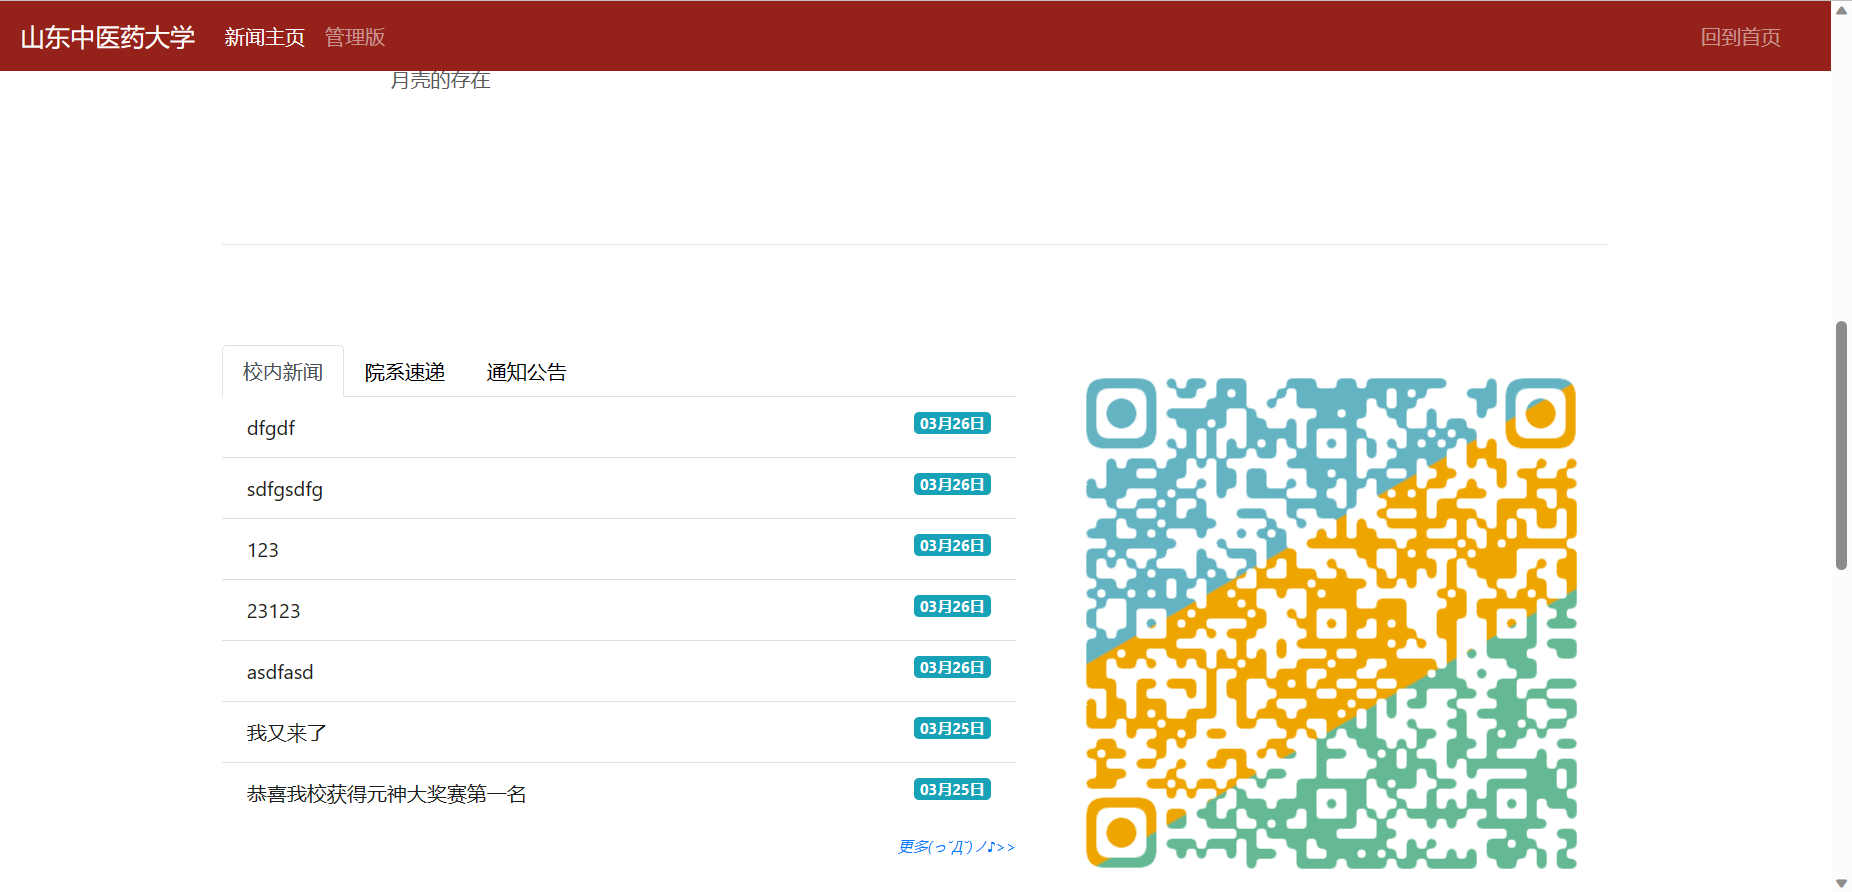 山东中医药大学 新闻主页 管理版 回到首页
月壳的存在
校内新闻 院系速递 通知公告
dfgdf 03月26日
sdfgsdfg 03月26日
123 03月26日
23123 03月26日
asdfasd 03月26日
我又来了 03月25日
恭喜我校获得元神大奖赛第一名 03月25日
更多(っ˘Д˘)ノ♪>>